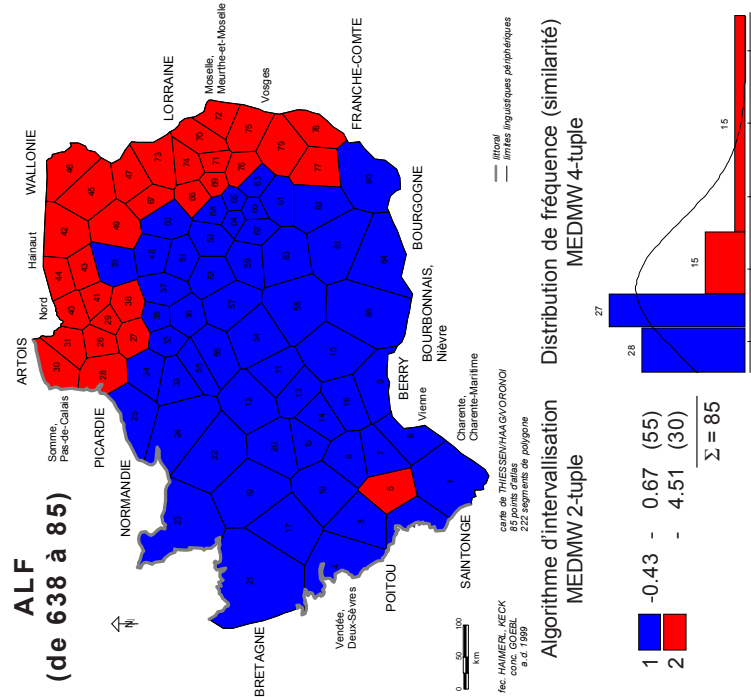 ALF
(de 638 à 85)
N
ARTOIS
Nord
Hainaut
WALLONIE
LORRAINE
Moselle,
Meurthe-et-Moselle
Vosges
FRANCHE-COMTE
Somme,
Pas-de-Calais
PICARDIE
NORMANDIE
BRETAGNE
Vendée,
Deux-Sèvres
POITOU
SAINTONGE
Charente,
Charente-Maritime
Vienne
BERRY
BOURBONNAIS,
Nièvre
BOURGOGNE
littoral
limites linguistiques périphériques
0 50 100
km
fec. HAIMERL, KECK
conc. GOEBL
a.d. 1999
carte de THIESSEN/HAAG/VORONOI
85 points d'atlas
222 segments de polygone
Algorithme d'intervallisation
MEDMW 2-tuple
1 -0.43 - 0.67 (55)
2 - 4.51 (30)
Σ = 85
Distribution de fréquence (similarité)
MEDMW 4-tuple
28
27
15
15